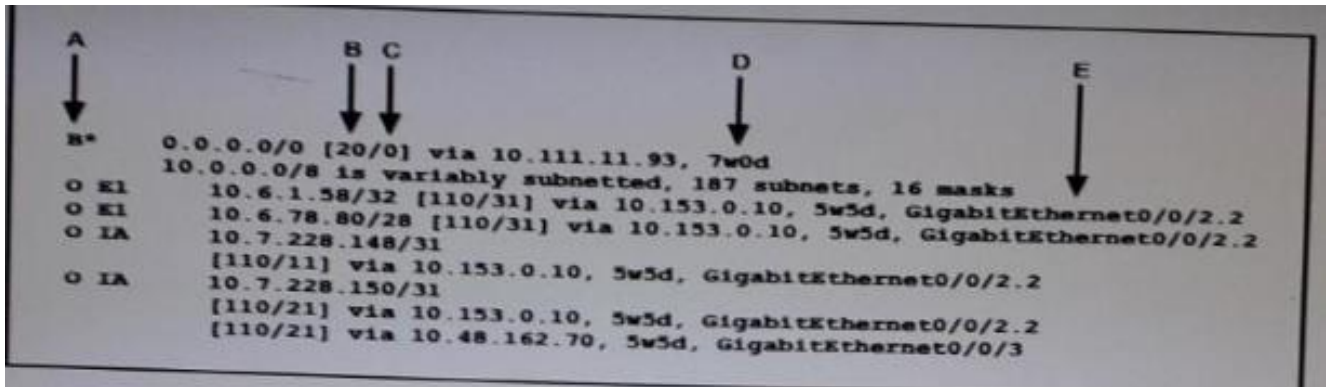 A B C D E
B* 0.0.0.0/0 [20/0] via 10.111.11.93, 7w0d
10.0.0.0/8 is variably subnetted, 187 subnets, 16 masks
O E1 10.6.1.58/32 [110/31] via 10.153.0.10, 5w5d, GigabitEthernet0/0/2.2
O E1 10.6.78.80/28 [110/31] via 10.153.0.10, 5w5d, GigabitEthernet0/0/2.2
O IA 10.7.228.148/31
[110/11] via 10.153.0.10, 5w5d, GigabitEthernet0/0/2.2
O IA 10.7.228.150/31
[110/21] via 10.153.0.10, 5w5d, GigabitEthernet0/0/2.2
[110/21] via 10.48.162.70, 5w5d, GigabitEthernet0/0/3